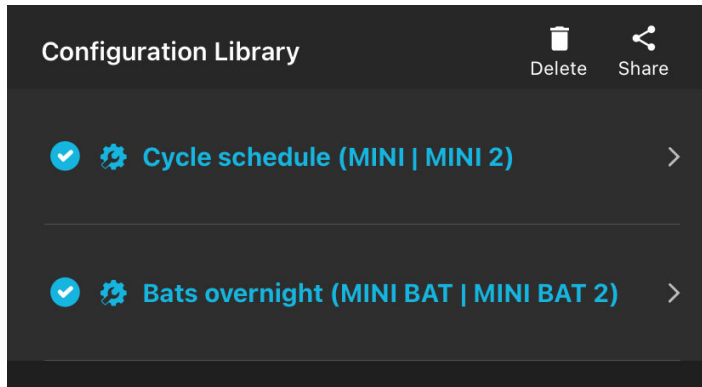 Configuration Library
Delete
Share
Cycle schedule (MINI | MINI 2)
Bats overnight (MINI BAT | MINI BAT 2)